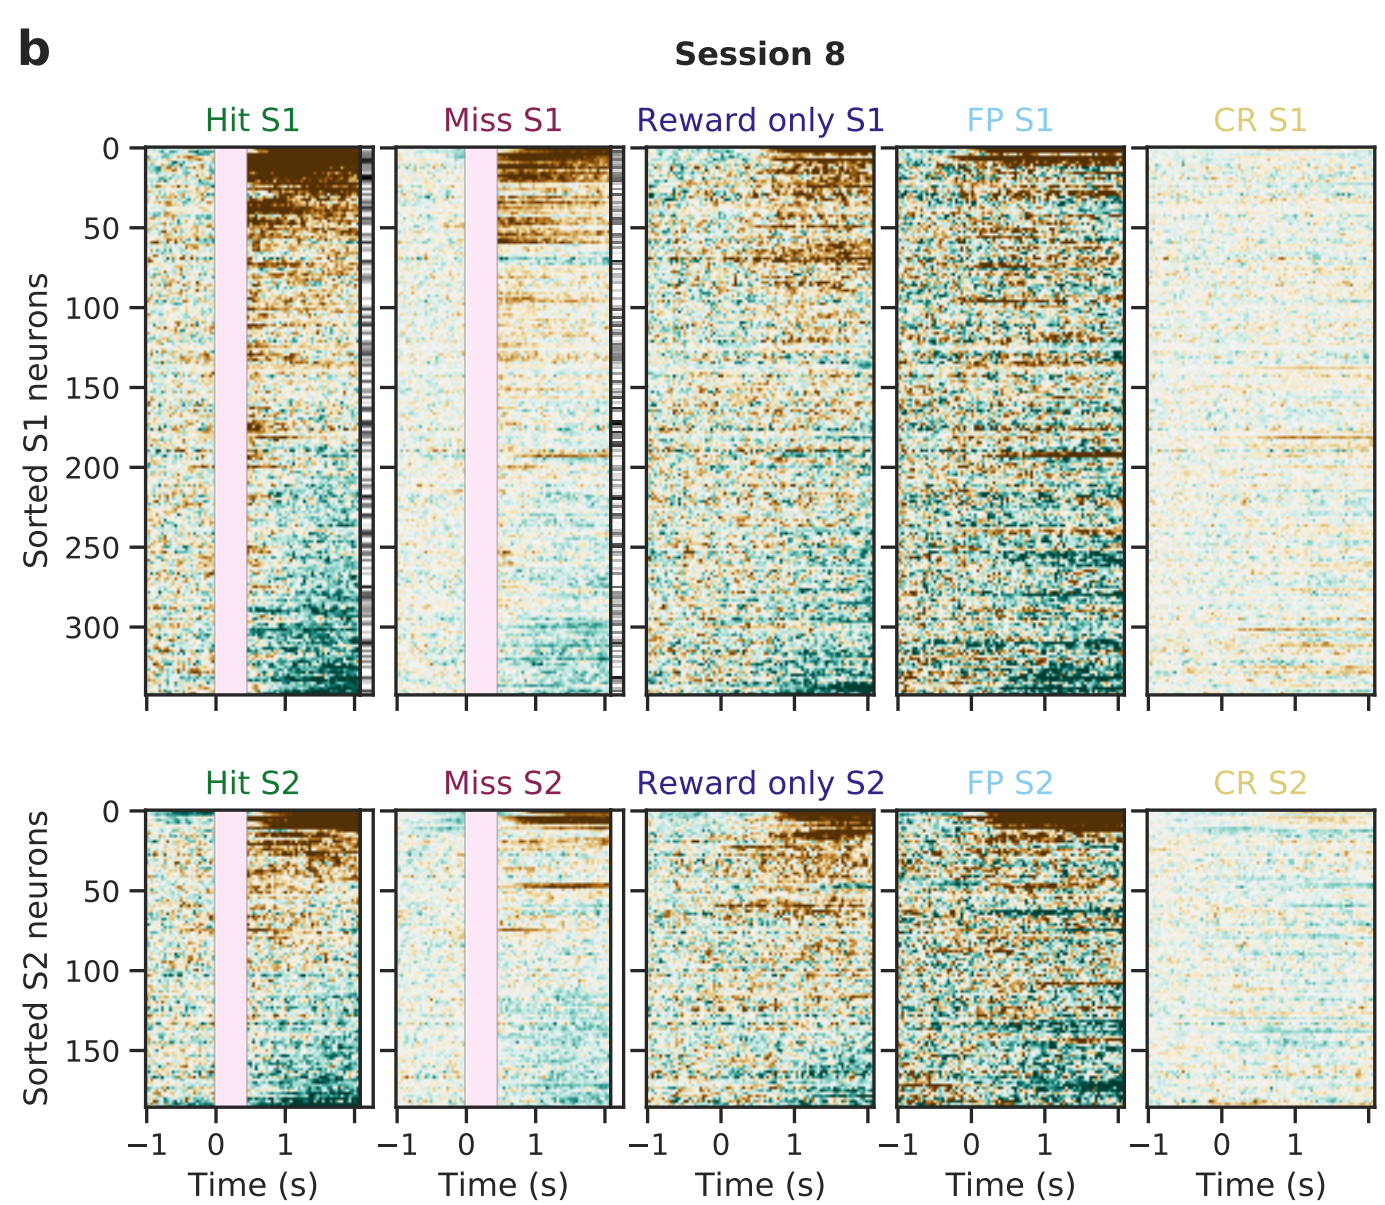 b
Session 8
Hit S1 Miss S1 Reward only S1 FP S1 CR S1
Sorted S1 neurons
0
50
100
150
200
250
300
Hit S2 Miss S2 Reward only S2 FP S2 CR S2
Sorted S2 neurons
0
50
100
150
−1 0 1 −1 0 1 −1 0 1 −1 0 1 −1 0 1
Time (s) Time (s) Time (s) Time (s) Time (s)